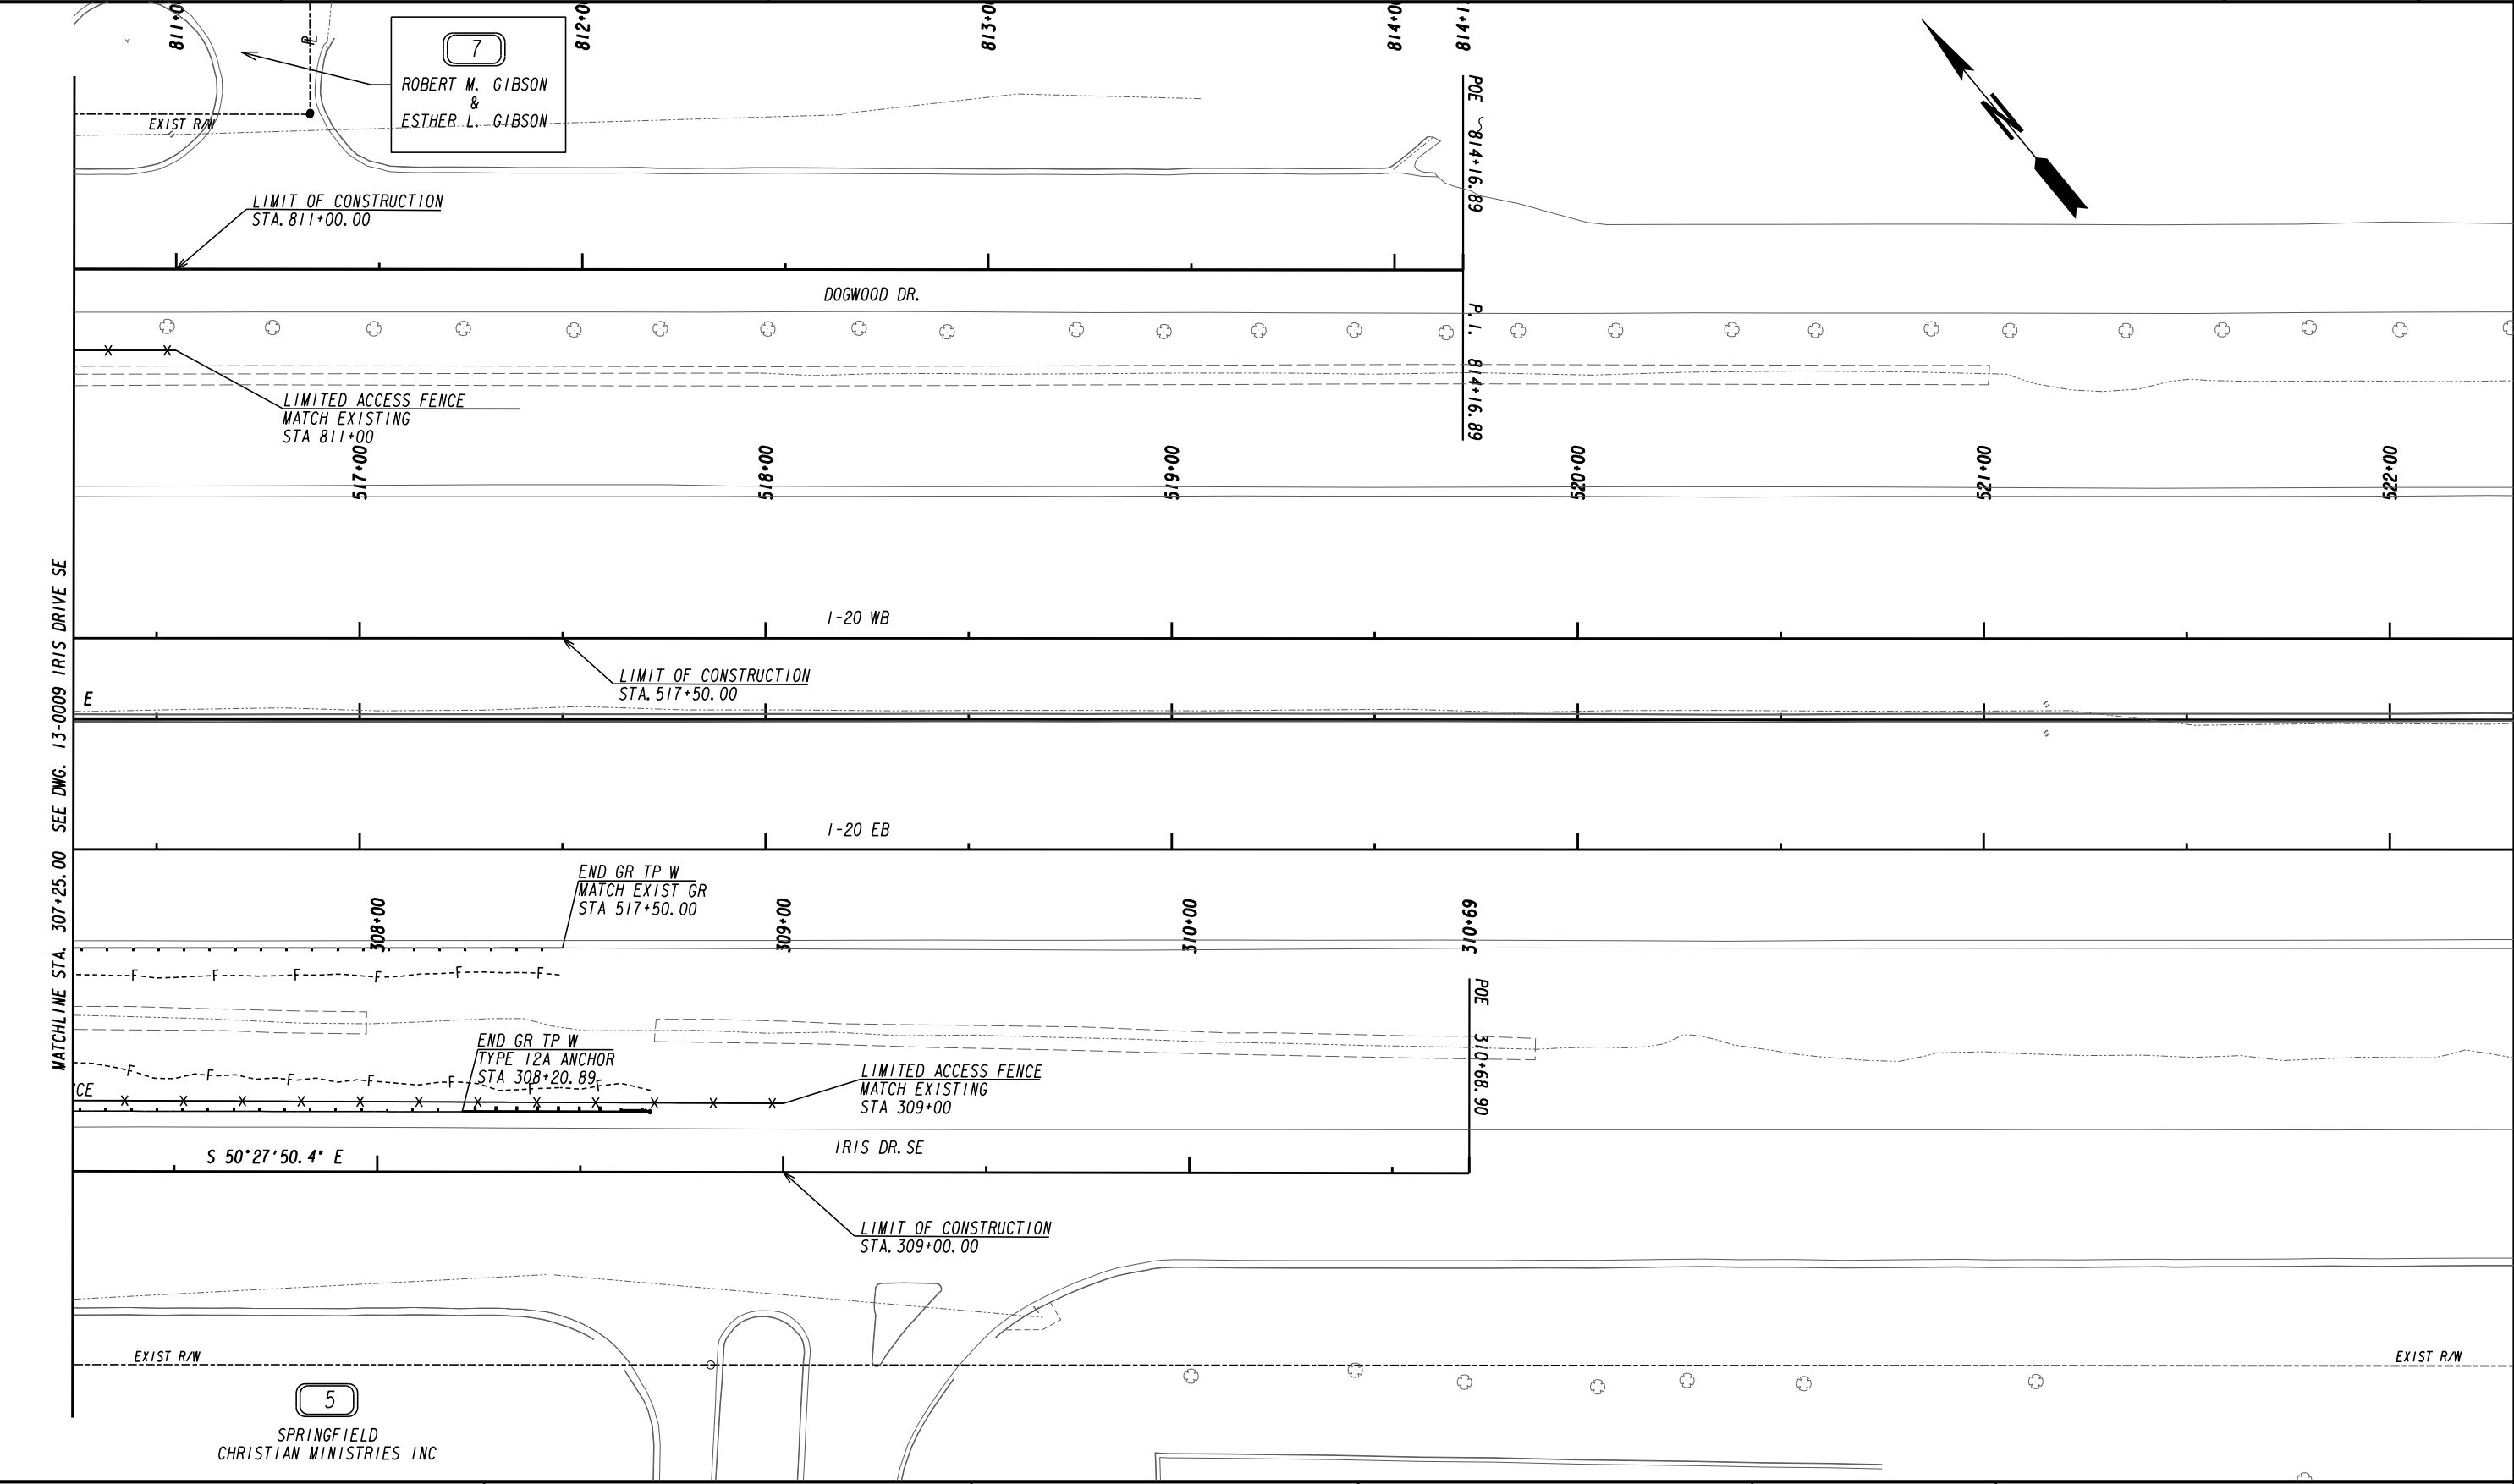 811+0
812+0
813+0
814+0
814+1
PL
7
ROBERT M. GIBSON
&
ESTHER L. GIBSON
EXIST R/W
N
POE 814+16.89
LIMIT OF CONSTRUCTION
STA. 811+00.00
DOGWOOD DR.
P.I. 814+16.89
X X
LIMITED ACCESS FENCE
MATCH EXISTING
STA 811+00
517+00
518+00
519+00
520+00
521+00
522+00
MATCHLINE STA. 307+25.00 SEE DWG. 13-0009 IRIS DRIVE SE
I-20 WB
LIMIT OF CONSTRUCTION
STA. 517+50.00
E
I-20 EB
END GR TP W
MATCH EXIST GR
STA 517+50.00
308+00
309+00
310+00
310+69
F F F F F F
POE 310+68.90
END GR TP W
TYPE 12A ANCHOR
STA 308+20.89
F F F F F F F
LIMITED ACCESS FENCE
MATCH EXISTING
STA 309+00
CE
X X X X X X X X X X X X
IRIS DR. SE
S 50°27'50.4" E
LIMIT OF CONSTRUCTION
STA. 309+00.00
EXIST R/W
EXIST R/W
5
SPRINGFIELD
CHRISTIAN MINISTRIES INC